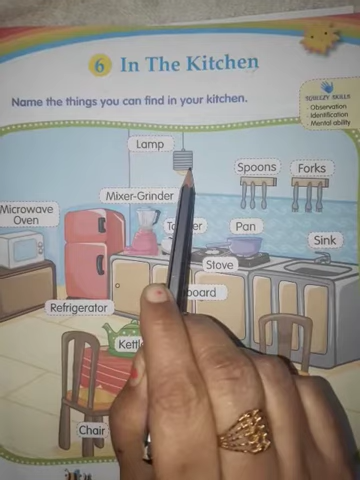 6 In The Kitchen
Name the things you can find in your kitchen.
Observation
Identification
Mental ability
Lamp
Spoons
Forks
Mixer-Grinder
Microwave
Oven
Pan
Sink
Stove
Refrigerator
Chair